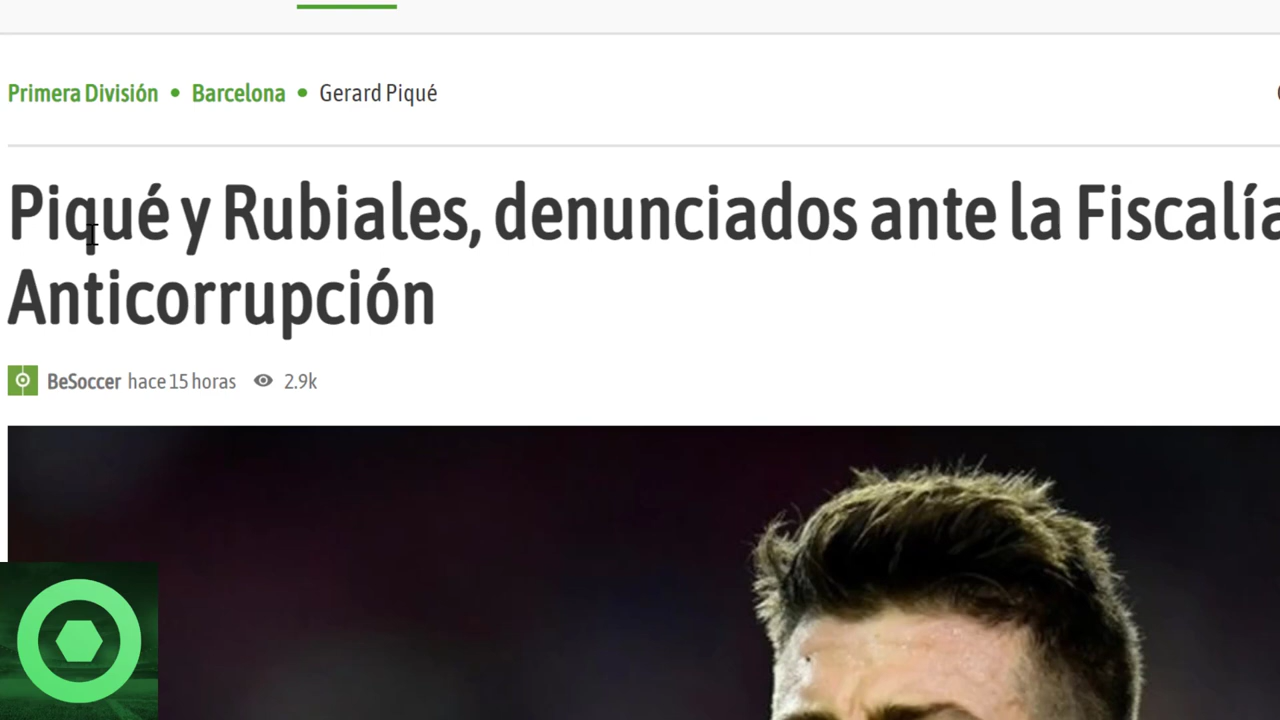 Primera División • Barcelona • Gerard Piqué
Piqué y Rubiales, denunciados ante la Fiscalía
Anticorrupción
BeSoccer hace 15 horas 2.9k